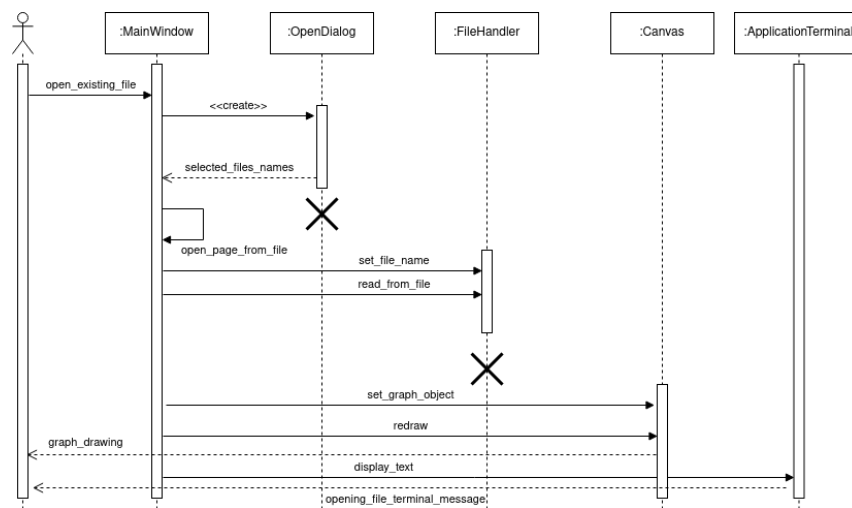 :MainWindow
:OpenDialog
:FileHandler
:Canvas
:ApplicationTerminal
open_existing_file
<<create>>
selected_files_names
open_page_from_file
set_file_name
read_from_file
set_graph_object
redraw
graph_drawing
display_text
opening_file_terminal_message